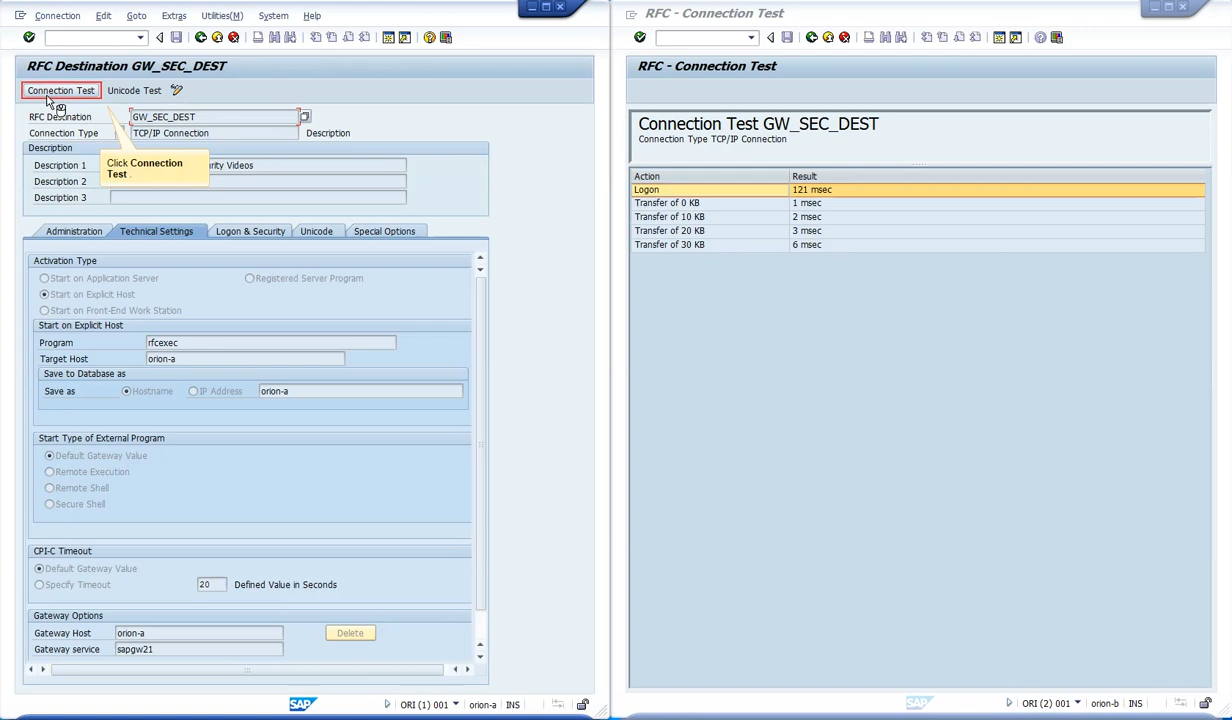 Connection Edit Goto Extras Utilities(M) System Help
RFC Destination GW_SEC_DEST
Connection Test Unicode Test
RFC Destination GW_SEC_DEST
Connection Type TCP/IP Connection Description
Description
Description 1 urity Videos
Description 2
Description 3
Click Connection
Test .
Administration Technical Settings Logon & Security Unicode Special Options
Activation Type
Start on Application Server Registered Server Program
Start on Explicit Host
Start on Front-End Work Station
Start on Explicit Host
Program rfcexec
Target Host orion-a
Save to Database as
Save as Hostname IP Address orion-a
Start Type of External Program
Default Gateway Value
Remote Execution
Remote Shell
Secure Shell
CPI-C Timeout
Default Gateway Value
Specify Timeout 20 Defined Value in Seconds
Gateway Options
Gateway Host orion-a Delete
Gateway service sapgw21
SAP ORI (1) 001 orion-a INS
RFC - Connection Test
RFC - Connection Test
Connection Test GW_SEC_DEST
Connection Type TCP/IP Connection
Action Result
Logon 121 msec
Transfer of 0 KB 1 msec
Transfer of 10 KB 2 msec
Transfer of 20 KB 3 msec
Transfer of 30 KB 6 msec
SAP ORI (2) 001 orion-b INS